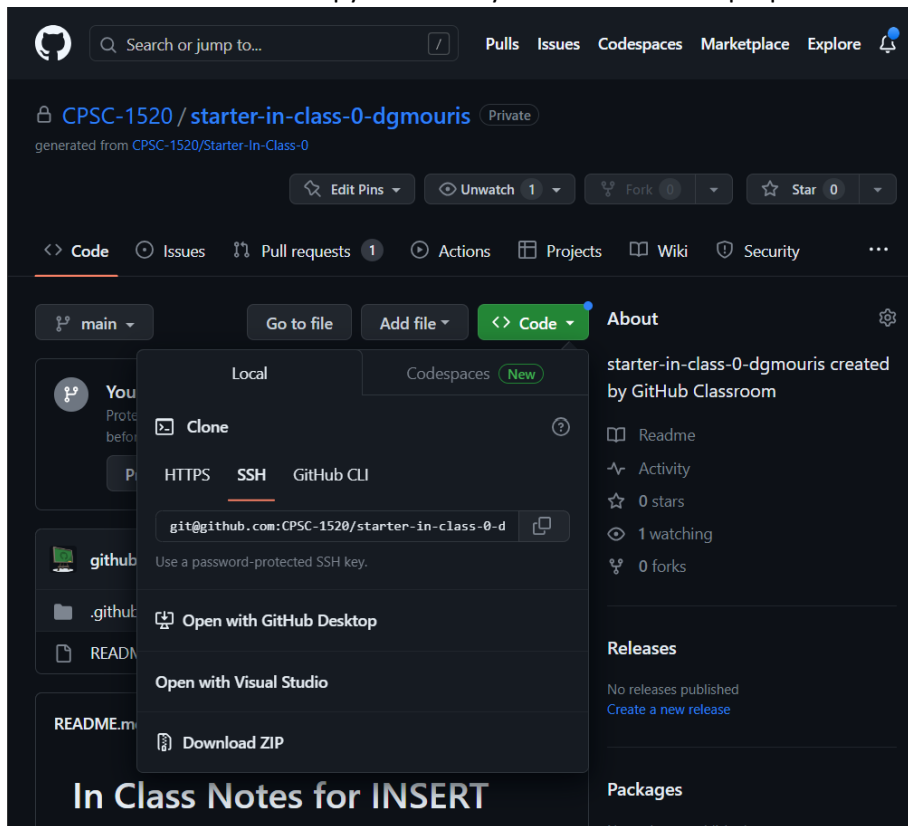 Search or jump to... / Pulls Issues Codespaces Marketplace Explore
CPSC-1520 / starter-in-class-0-dgmouris Private
generated from CPSC-1520/Starter-In-Class-0
Edit Pins Unwatch 1 Fork 0 Star 0
<> Code Issues Pull requests 1 Actions Projects Wiki Security ...
main Go to file Add file <> Code
Local Codespaces New
Clone
HTTPS SSH GitHub CLI
git@github.com:CPSC-1520/starter-in-class-0-d
Use a password-protected SSH key.
Open with GitHub Desktop
Open with Visual Studio
Download ZIP
You
Prote
befor
github
.github
README.m
In Class Notes for INSERT
About
starter-in-class-0-dgmouris created
by GitHub Classroom
Readme
Activity
0 stars
1 watching
0 forks
Releases
No releases published
Create a new release
Packages